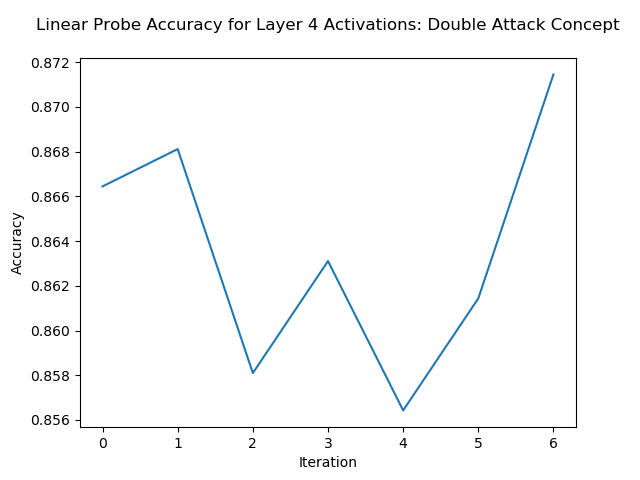 Linear Probe Accuracy for Layer 4 Activations: Double Attack Concept
0.872
0.870
0.868
0.866
0.864
0.862
0.860
0.858
0.856
Accuracy
0 1 2 3 4 5 6
Iteration